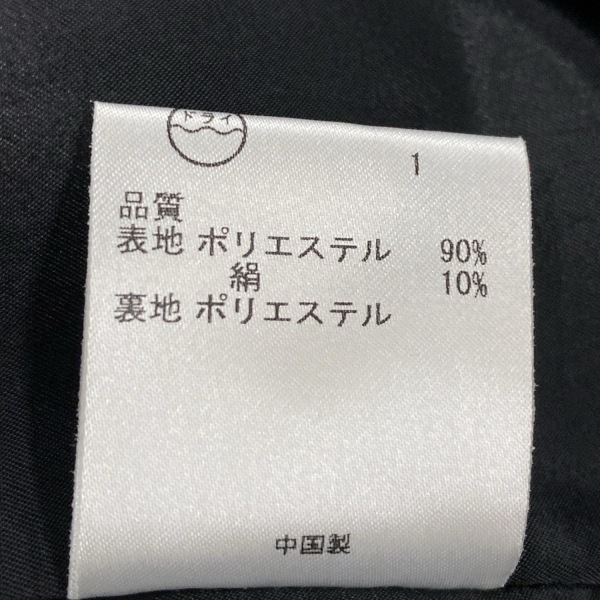 ドライ
1
品質
表地 ポリエステル 90%
絹 10%
裏地 ポリエステル
中国製